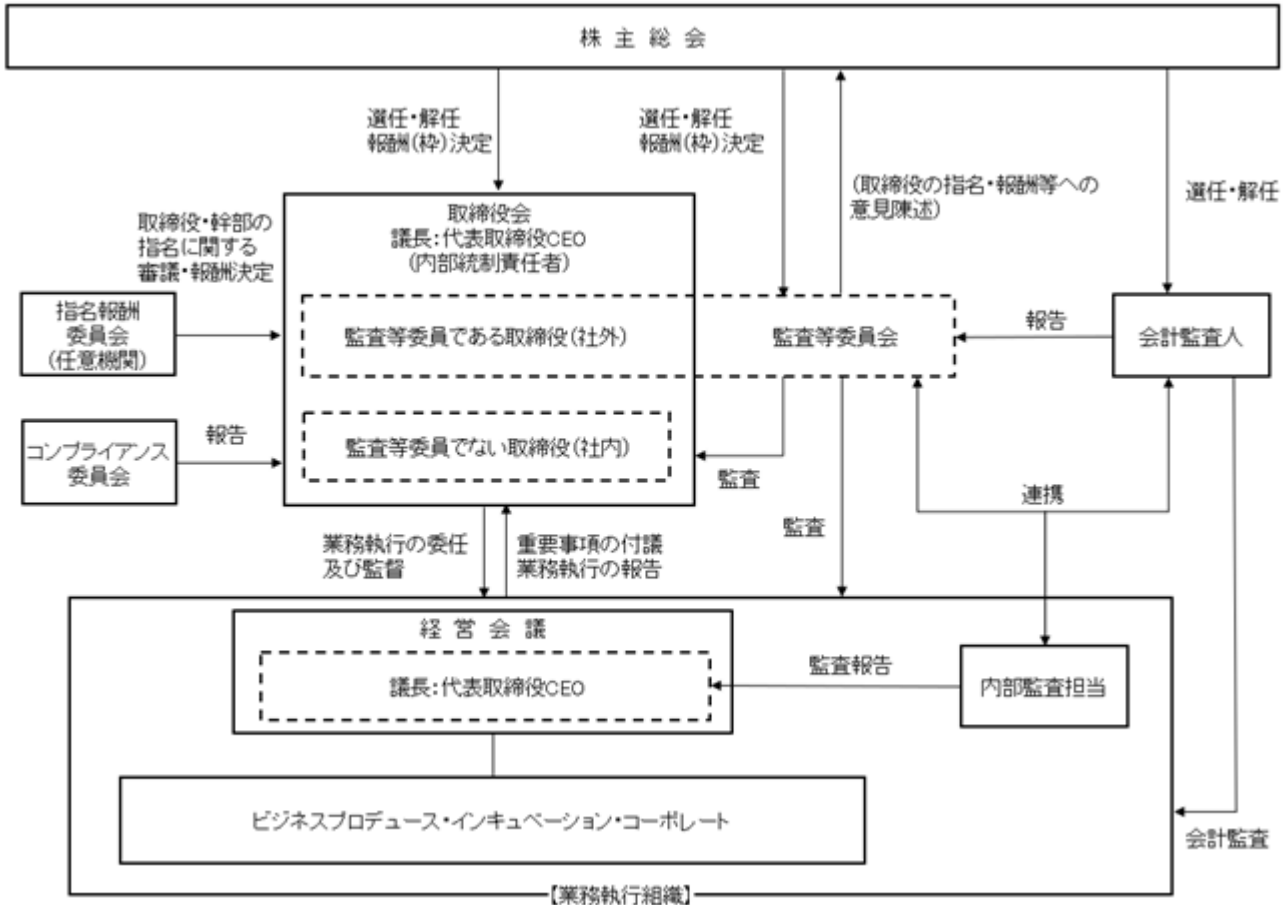 株主総会
選任・解任
報酬(枠)決定
選任・解任
報酬(枠)決定
(取締役の指名・報酬等への
意見陳述)
選任・解任
取締役・幹部の
指名に関する
審議・報酬決定
取締役会
議長:代表取締役CEO
(内部統制責任者)
指名報酬
委員会
(任意機関)
監査等委員である取締役(社外)
監査等委員会
報告
会計監査人
コンプライアンス
委員会
報告
監査等委員でない取締役(社内)
監査
連携
業務執行の委任
及び監督
重要事項の付議
業務執行の報告
監査
経営会議
議長:代表取締役CEO
監査報告
内部監査担当
ビジネスプロデュース・インキュベーション・コーポレート
会計監査
【業務執行組織】